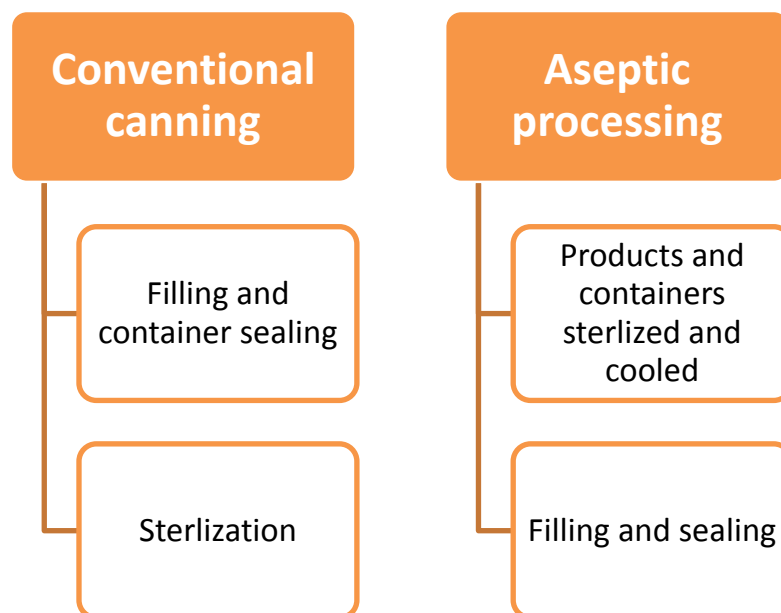 Conventional
canning
Filling and
container sealing
Sterlization
Aseptic
processing
Products and
containers
sterlized and
cooled
Filling and sealing